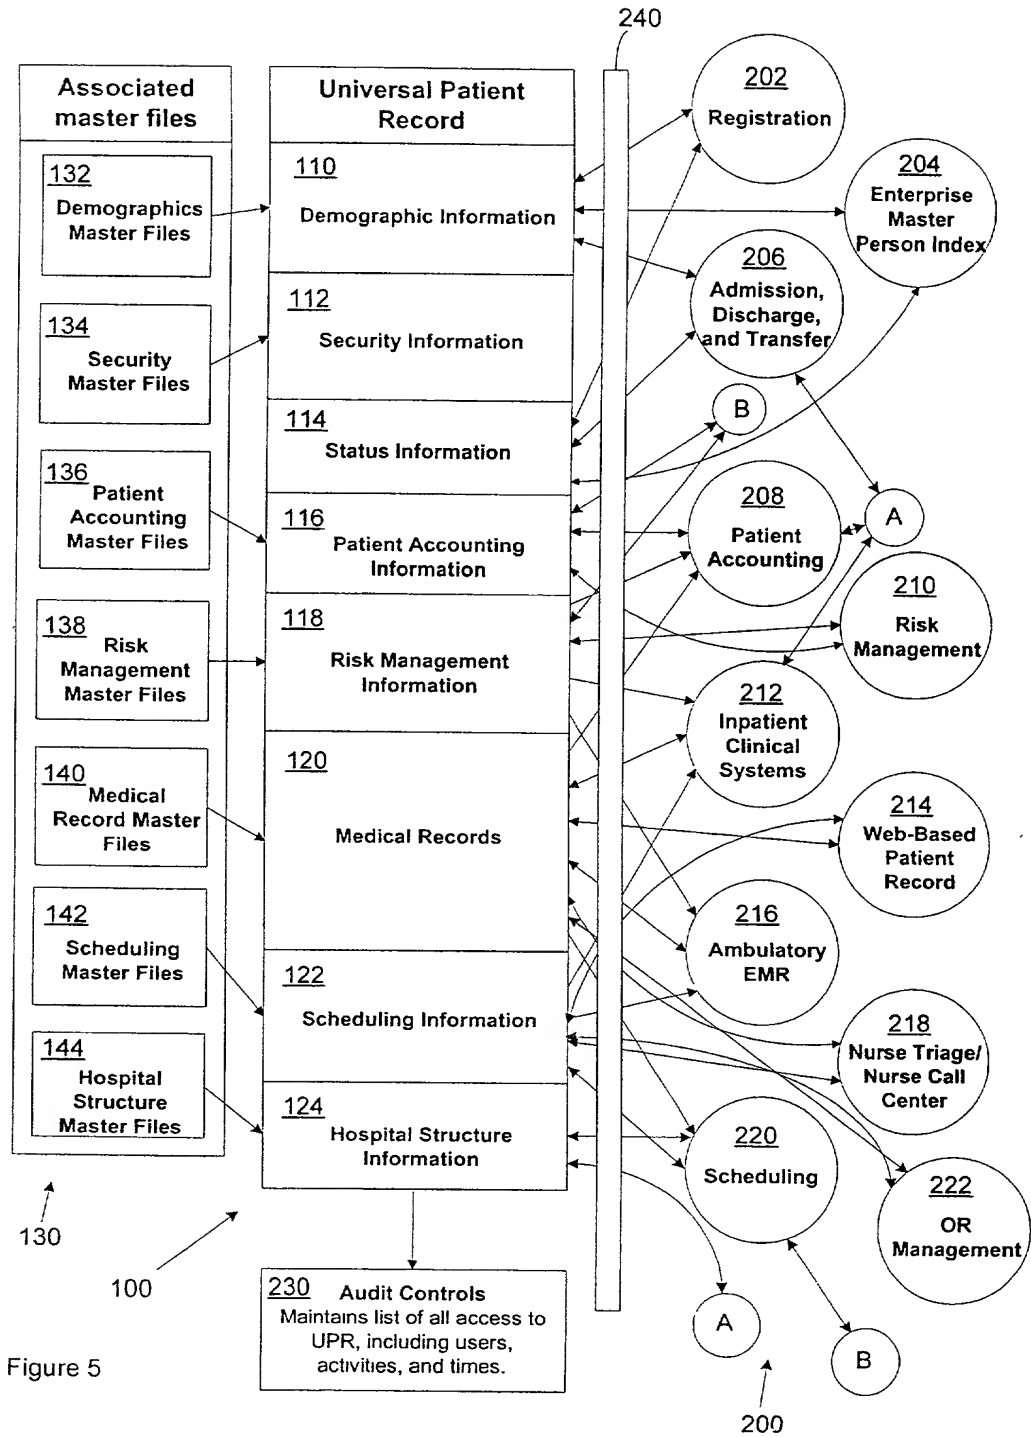 240
Associated
master files
132
Demographics
Master Files
134
Security
Master Files
136
Patient
Accounting
Master Files
138
Risk
Management
Master Files
140
Medical
Record Master
Files
142
Scheduling
Master Files
144
Hospital
Structure
Master Files
130
Universal Patient
Record
110
Demographic Information
112
Security Information
114
Status Information
116
Patient Accounting
Information
118
Risk Management
Information
120
Medical Records
122
Scheduling Information
124
Hospital Structure
Information
100
230 Audit Controls
Maintains list of all access to
UPR, including users,
activities, and times.
202
Registration
204
Enterprise
Master
Person Index
206
Admission,
Discharge,
and Transfer
B
208
Patient
Accounting
A
210
Risk
Management
212
Inpatient
Clinical
Systems
214
Web-Based
Patient
Record
216
Ambulatory
EMR
218
Nurse Triage/
Nurse Call
Center
220
Scheduling
222
OR
Management
A
B
200
Figure 5